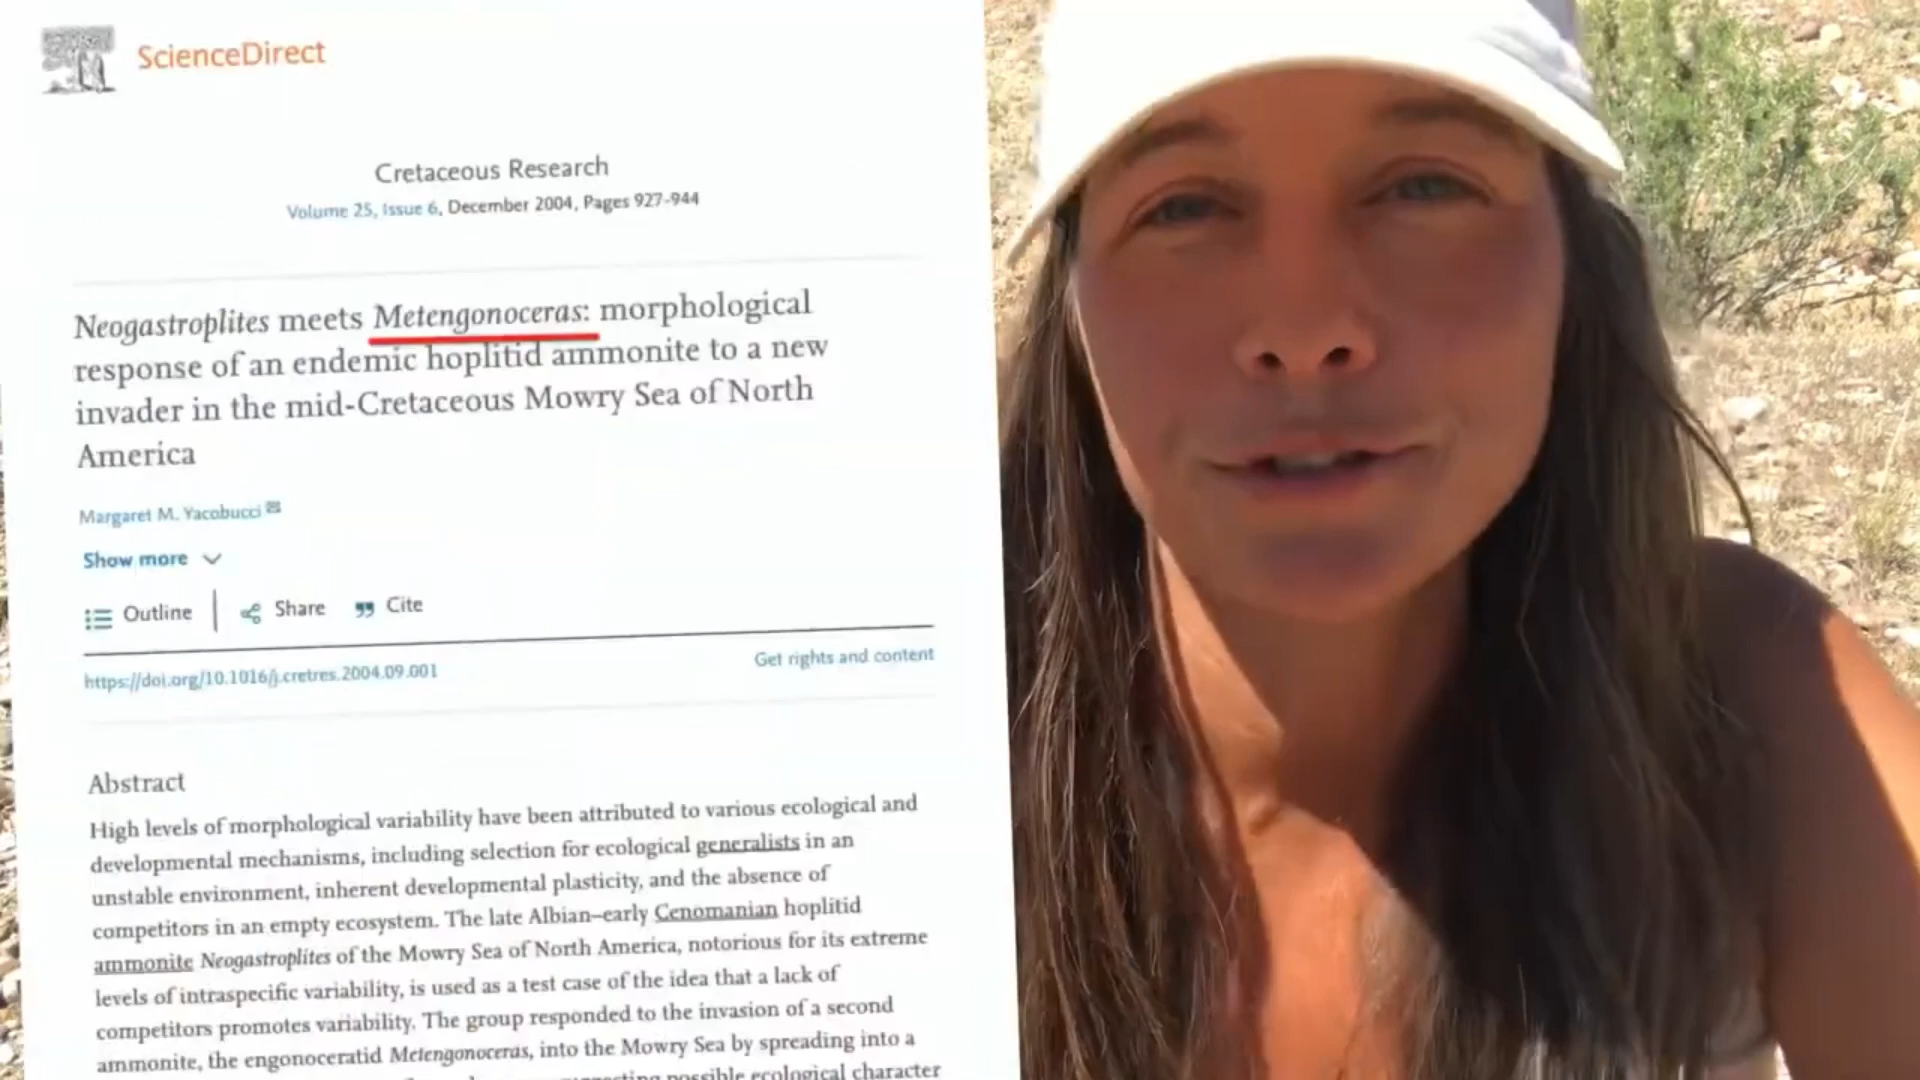 ScienceDirect
Cretaceous Research
Volume 25, Issue 6, December 2004, Pages 927-944
Neogastroplites meets Metengonoceras: morphological
response of an endemic hoplitid ammonite to a new
invader in the mid-Cretaceous Mowry Sea of North
America
Margaret M. Yacobucci
Show more
Outline Share Cite
https://doi.org/10.1016/j.cretres.2004.09.001
Get rights and content
Abstract
High levels of morphological variability have been attributed to various ecological and
developmental mechanisms, including selection for ecological generalists in an
unstable environment, inherent developmental plasticity, and the absence of
competitors in an empty ecosystem. The late Albian–early Cenomanian hoplitid
ammonite Neogastroplites of the Mowry Sea of North America, notorious for its extreme
levels of intraspecific variability, is used as a test case of the idea that a lack of
competitors promotes variability. The group responded to the invasion of a second
ammonite, the engonoceratid Metengonoceras, into the Mowry Sea by spreading into a
possible ecological character